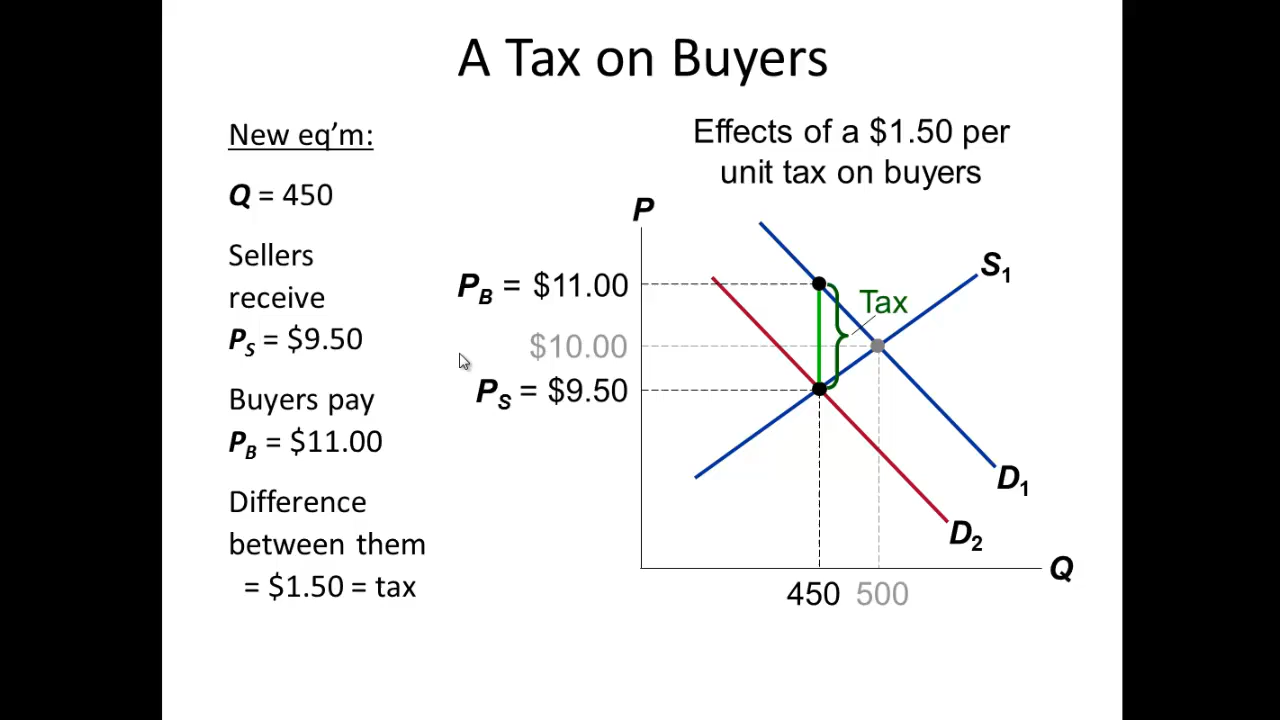 A Tax on Buyers
New eq’m:
Q = 450
Sellers
receive
PS = $9.50
Buyers pay
PB = $11.00
Difference
between them
= $1.50 = tax
Effects of a $1.50 per
unit tax on buyers
P
S1
PB = $11.00
Tax
$10.00
PS = $9.50
D1
D2
Q
450 500